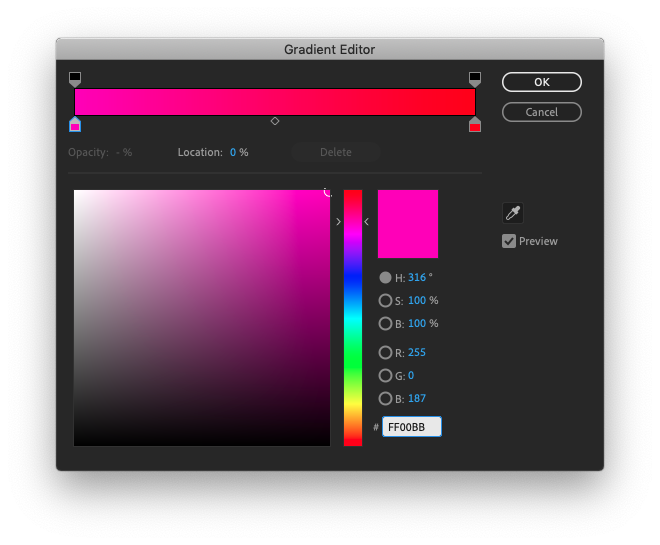 Gradient Editor
OK
Cancel
Opacity: - %
Location: 0 %
Delete
Preview
H: 316 °
S: 100 %
B: 100 %
R: 255
G: 0
B: 187
# FF00BB